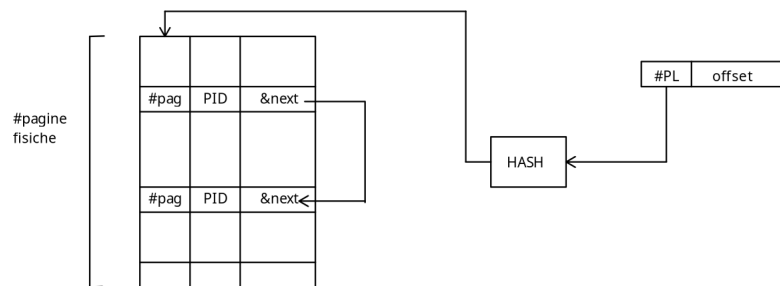 #PL offset
#pag PID &next
#pagine
fisiche
HASH
#pag PID &next